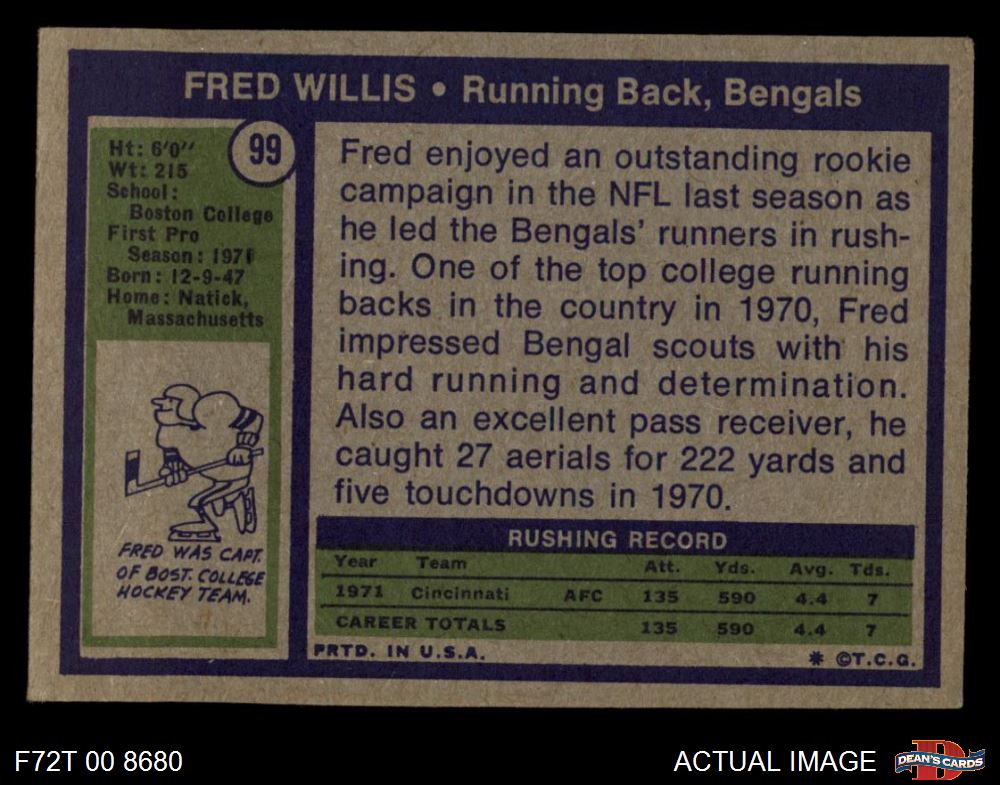 FRED WILLIS • Running Back, Bengals
99
Ht: 6'0''
Wt: 215
School:
Boston College
First Pro
Season: 1971
Born: 12-9-47
Home: Natick,
Massachusetts
FRED WAS CAPT.
OF BOST. COLLEGE
HOCKEY TEAM.
Fred enjoyed an outstanding rookie
campaign in the NFL last season as
he led the Bengals' runners in rush-
ing. One of the top college running
backs in the country in 1970, Fred
impressed Bengal scouts with his
hard running and determination.
Also an excellent pass receiver, he
caught 27 aerials for 222 yards and
five touchdowns in 1970.
RUSHING RECORD
Year Team Att. Yds. Avg. Tds.
1971 Cincinnati AFC 135 590 4.4 7
CAREER TOTALS 135 590 4.4 7
PRTD. IN U.S.A. * ©T.C.G.
F72T 00 8680
ACTUAL IMAGE
D
DEAN'S CARDS